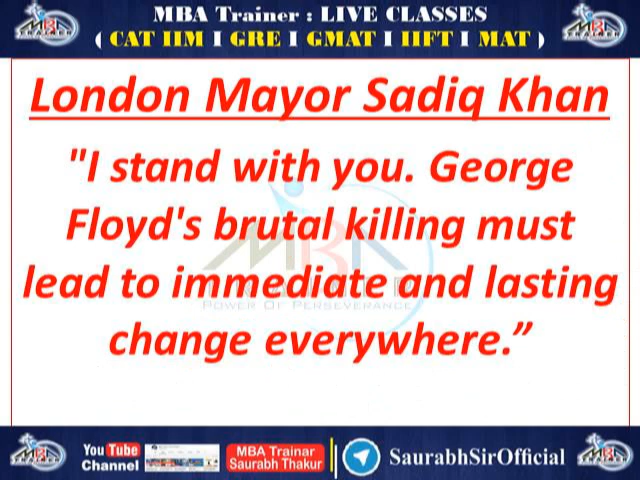 MBA Trainer : LIVE CLASSES
( CAT IIM I GRE I GMAT I IIFT I MAT )
London Mayor Sadiq Khan
"I stand with you. George
Floyd's brutal killing must
lead to immediate and lasting
change everywhere.”
POWER OF PERSEVERANCE
You Tube
Channel
MBA Trainar
Saurabh Thakur
SaurabhSirOfficial